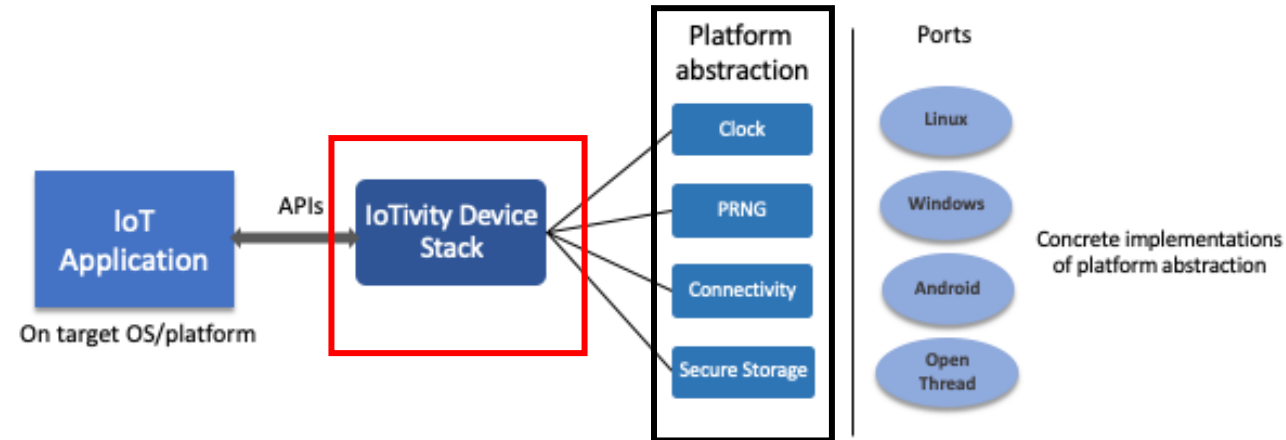 IoT
Application
On target OS/platform
APIs
IoTivity Device
Stack
Platform
abstraction
Clock
PRNG
Connectivity
Secure Storage
Ports
Linux
Windows
Android
Open
Thread
Concrete implementations
of platform abstraction